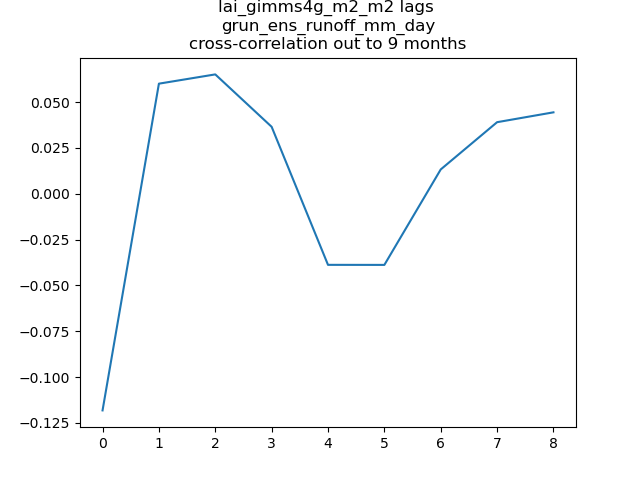 lai_gimms4g_m2_m2 lags
grun_ens_runoff_mm_day
cross-correlation out to 9 months
0.050
0.025
0.000
−0.025
−0.050
−0.075
−0.100
−0.125
0 1 2 3 4 5 6 7 8